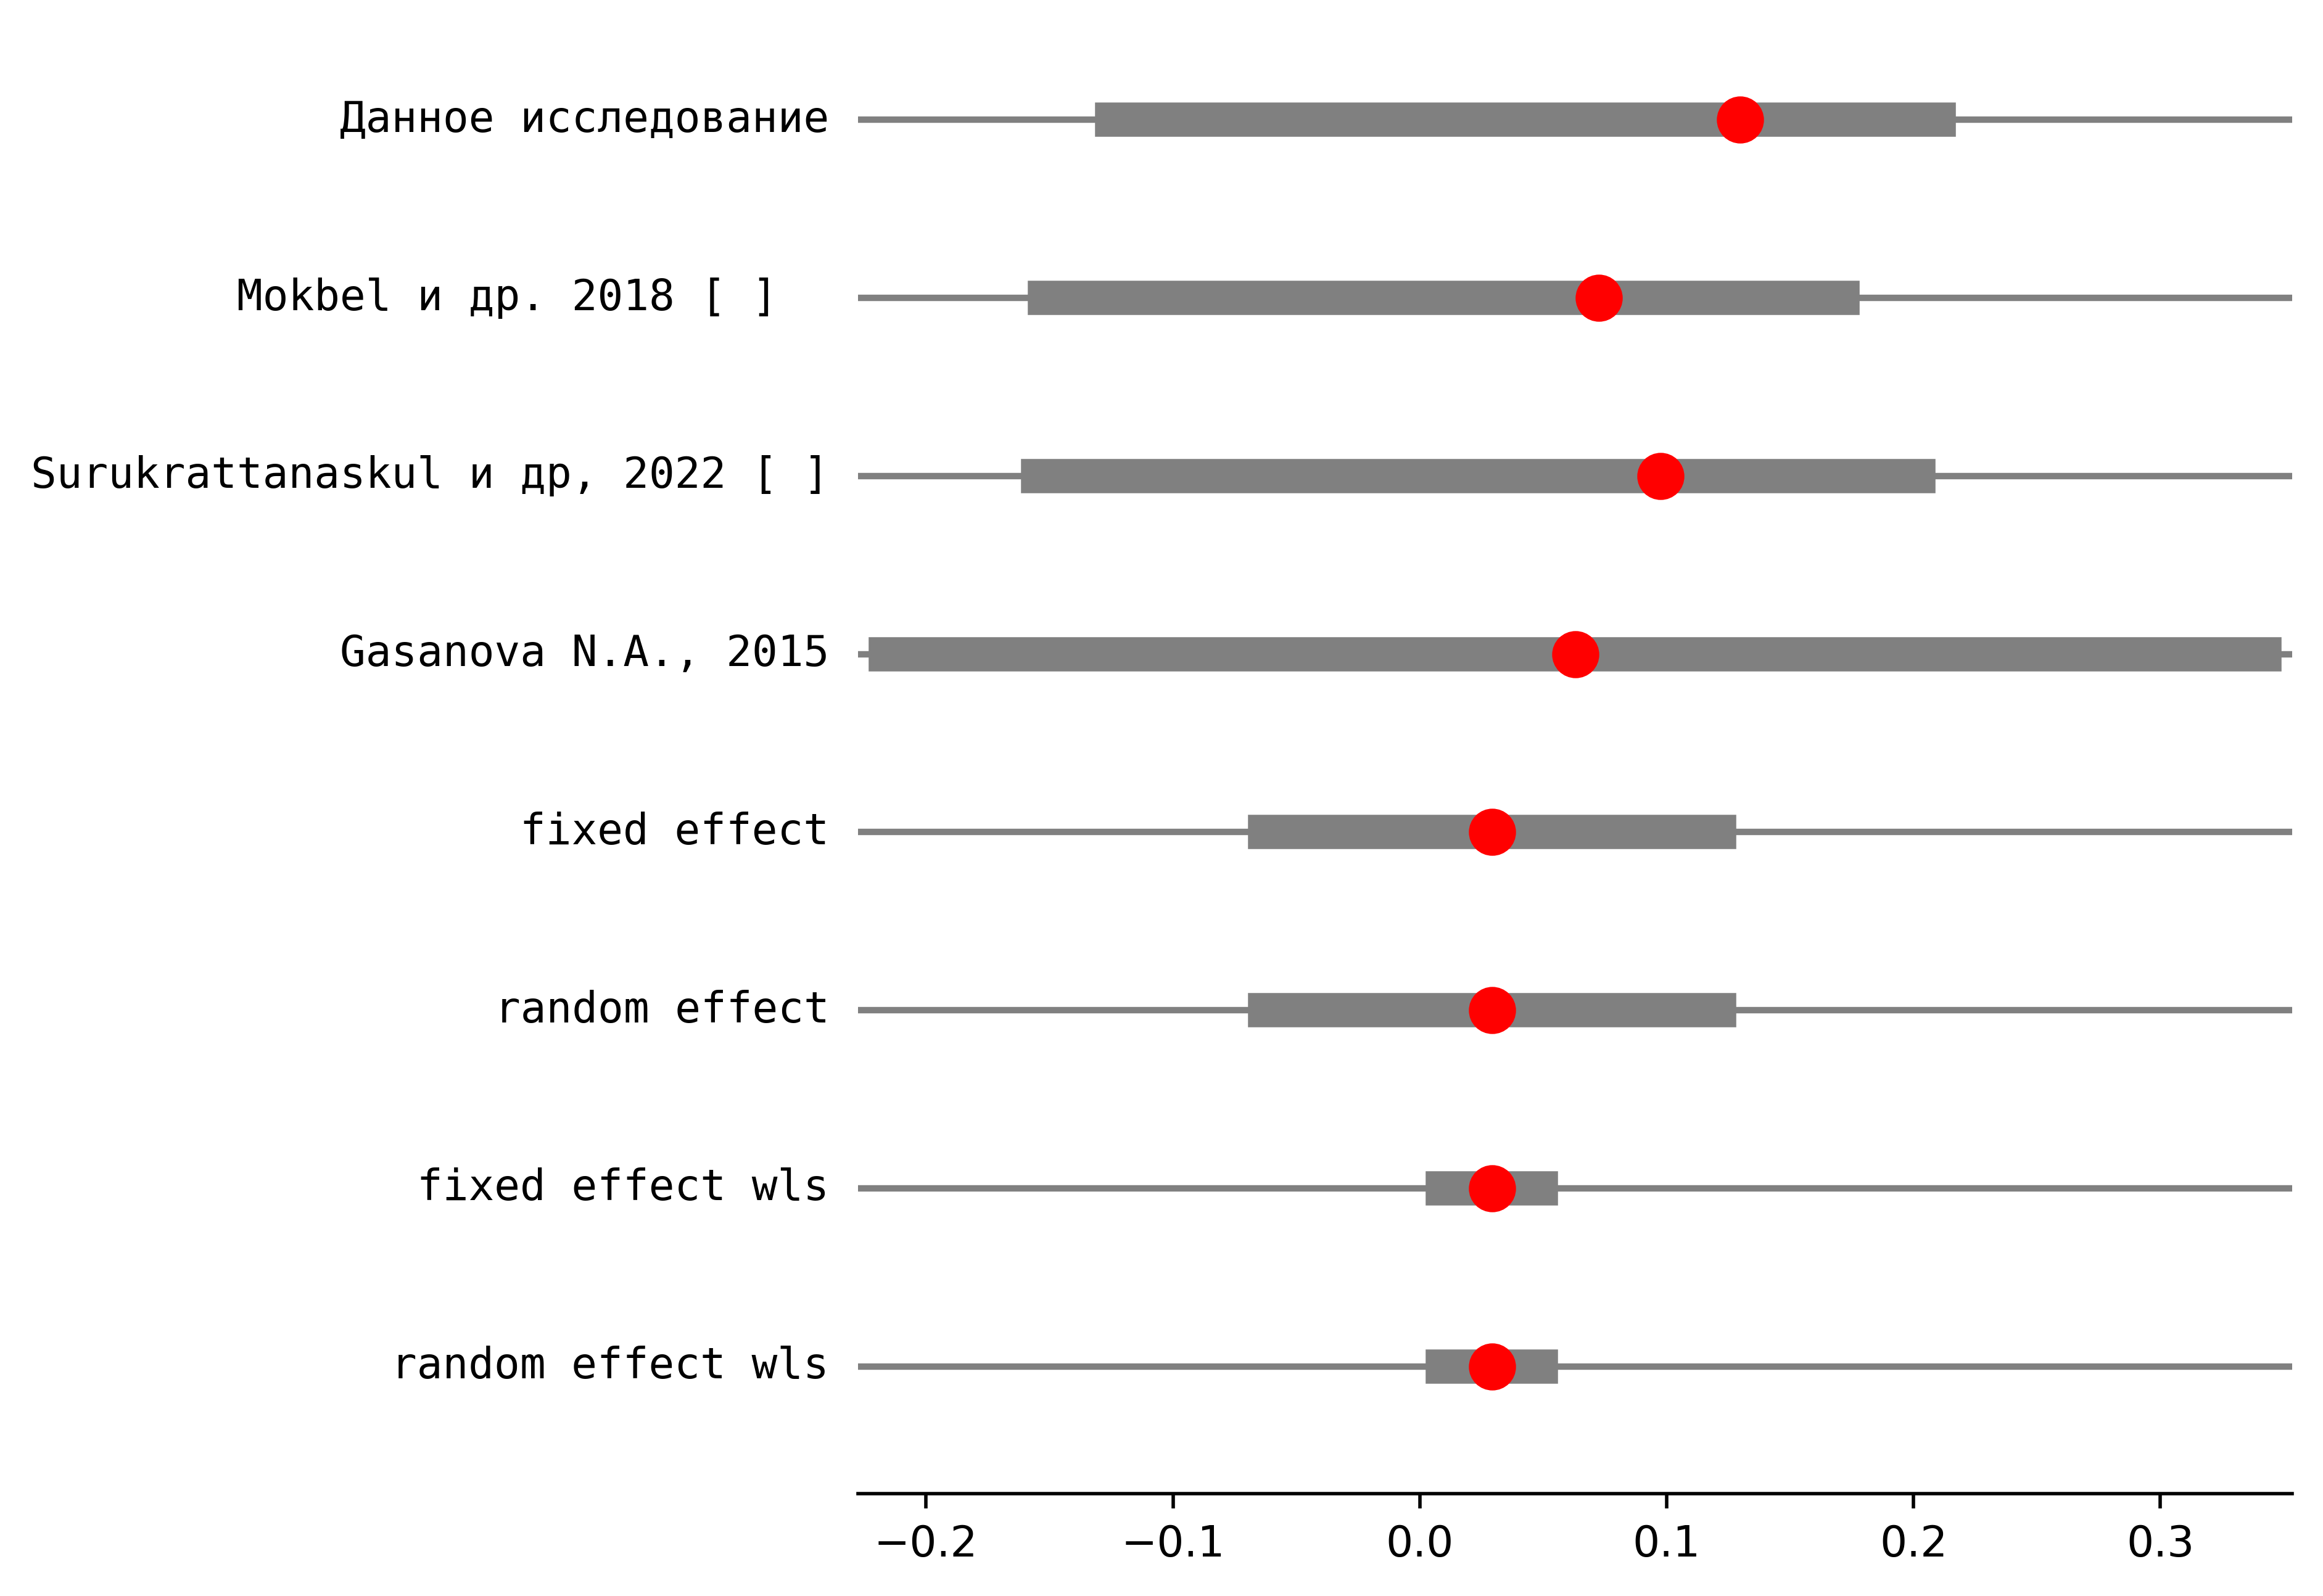 Данное исследование
Mokbel и др. 2018 [ ]
Surukrattanaskul и др, 2022 [ ]
Gasanova N.A., 2015
fixed effect
random effect
fixed effect wls
random effect wls
−0.2 −0.1 0.0 0.1 0.2 0.3